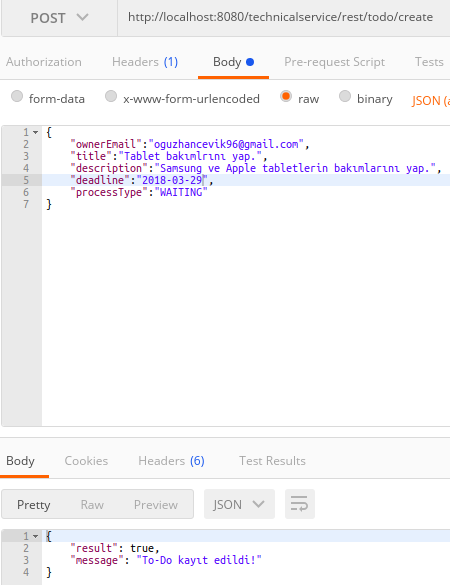 POST http://localhost:8080/technicalservice/rest/todo/create
Authorization Headers (1) Body Pre-request Script Tests
form-data x-www-form-urlencoded raw binary JSON (a
1 {
2 "ownerEmail":"oguzhancevik96@gmail.com",
3 "title":"Tablet bakımlrını yap.",
4 "description":"Samsung ve Apple tabletlerin bakımlarını yap.",
5 "deadline":"2018-03-29",
6 "processType":"WAITING"
7 }
Body Cookies Headers (6) Test Results
Pretty Raw Preview JSON
1 {
2 "result": true,
3 "message": "To-Do kayıt edildi!"
4 }